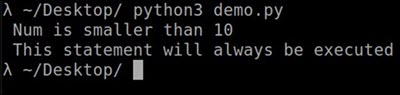 λ ~/Desktop/ python3 demo.py
Num is smaller than 10
This statement will always be executed
λ ~/Desktop/